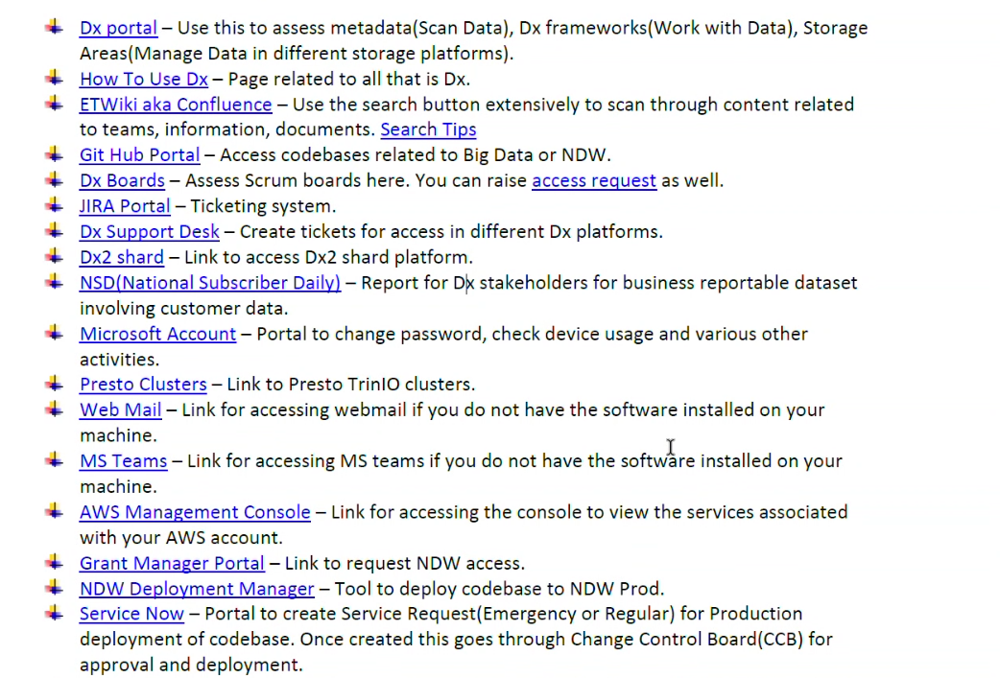 Dx portal – Use this to assess metadata(Scan Data), Dx frameworks(Work with Data), Storage
Areas(Manage Data in different storage platforms).
How To Use Dx – Page related to all that is Dx.
ETWiki aka Confluence – Use the search button extensively to scan through content related
to teams, information, documents. Search Tips
Git Hub Portal – Access codebases related to Big Data or NDW.
Dx Boards – Assess Scrum boards here. You can raise access request as well.
JIRA Portal – Ticketing system.
Dx Support Desk – Create tickets for access in different Dx platforms.
Dx2 shard – Link to access Dx2 shard platform.
NSD(National Subscriber Daily) – Report for Dx stakeholders for business reportable dataset
involving customer data.
Microsoft Account – Portal to change password, check device usage and various other
activities.
Presto Clusters – Link to Presto TrinIO clusters.
Web Mail – Link for accessing webmail if you do not have the software installed on your
machine.
MS Teams – Link for accessing MS teams if you do not have the software installed on your
machine.
AWS Management Console – Link for accessing the console to view the services associated
with your AWS account.
Grant Manager Portal – Link to request NDW access.
NDW Deployment Manager – Tool to deploy codebase to NDW Prod.
Service Now – Portal to create Service Request(Emergency or Regular) for Production
deployment of codebase. Once created this goes through Change Control Board(CCB) for
approval and deployment.